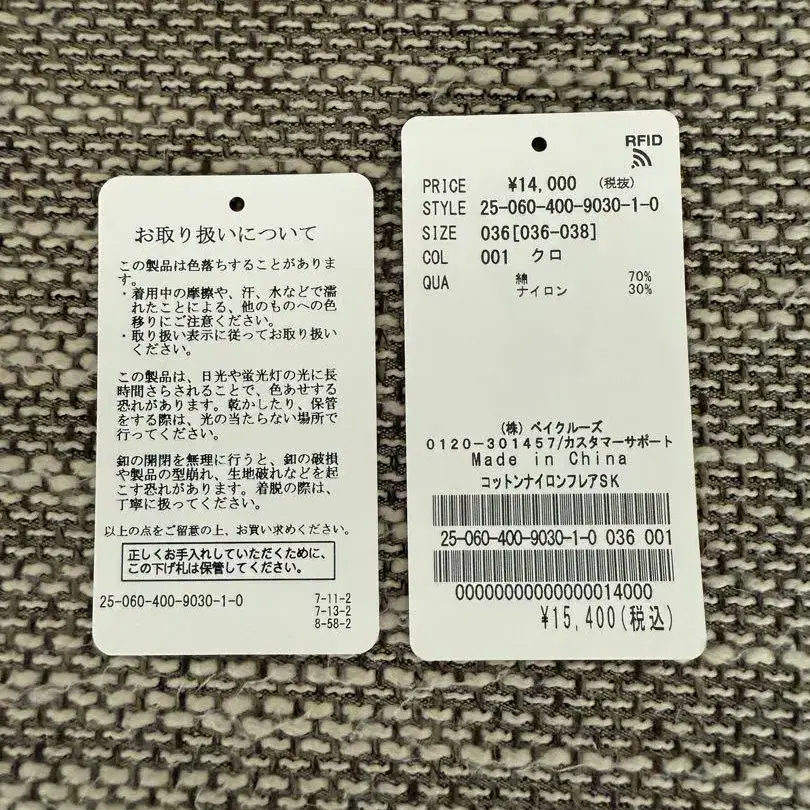 お取り扱いについて
この製品は色落ちすることがありま
す。
・着用中の摩擦や、汗、水などで濡
れたことによる、他のものへの色
移りにご注意ください。
・取り扱い表示に従ってお取り扱い
ください。
この製品は、日光や蛍光灯の光に長
時間さらされることで、色あせする
恐れがあります。乾かしたり、保管
をする際は、光の当たらない場所で
行ってください。
釦の開閉を無理に行うと、釦の破損
や製品の型崩れ、生地破れなどを起
こす恐れがあります。着脱の際は、
丁寧に扱ってください。
以上の点をご留意の上、お買い求めください。
正しくお手入れしていただくために、
この下げ札は保管してください。
25-060-400-9030-1-0 7-11-2
7-13-2
8-58-2
RFID
PRICE ¥14,000 (税抜)
STYLE 25-060-400-9030-1-0
SIZE 036[036-038]
COL 001 クロ
QUA 綿 70%
ナイロン 30%
(株) ベイクルーズ
0120-301457/カスタマーサポート
Made in China
コットンナイロンフレアSK
25-060-400-9030-1-0 036 001
00000000000000014000
¥15,400(税込)